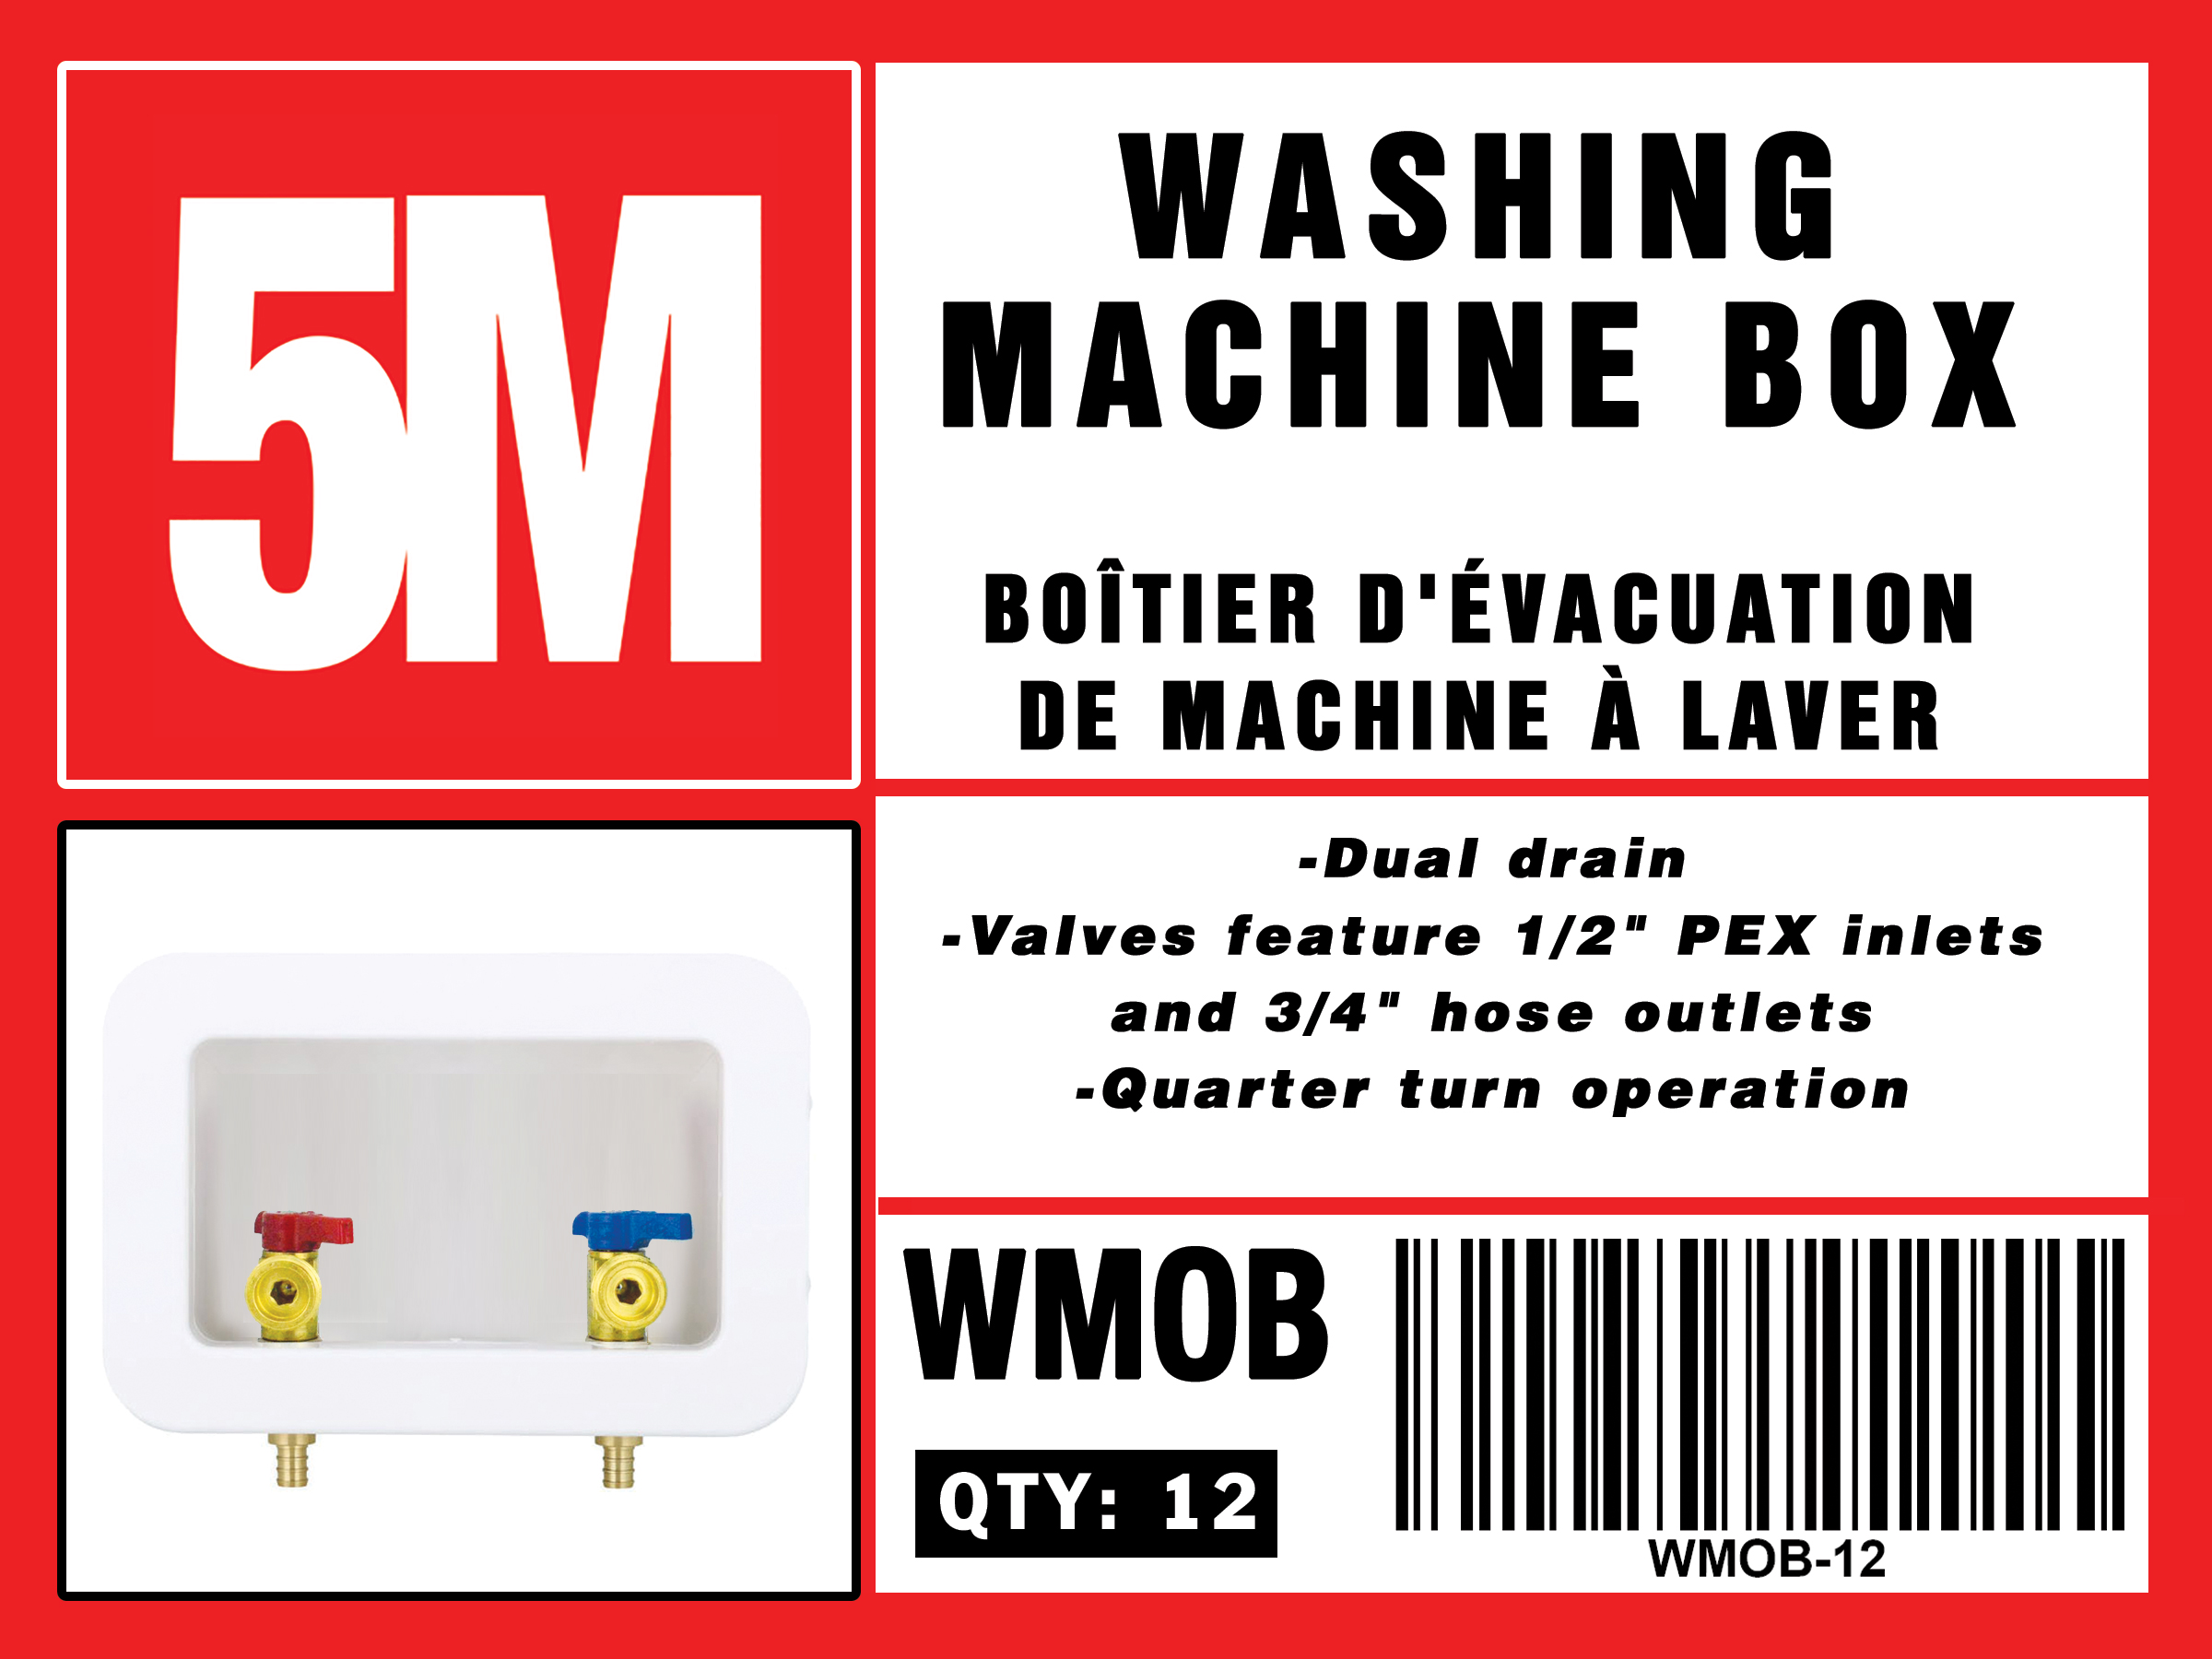 5M
WASHING
MACHINE BOX
BOÎTIER D'ÉVACUATION
DE MACHINE À LAVER
-Dual drain
-Valves feature 1/2" PEX inlets
and 3/4" hose outlets
-Quarter turn operation
WMOB
QTY: 12
WMOB-12